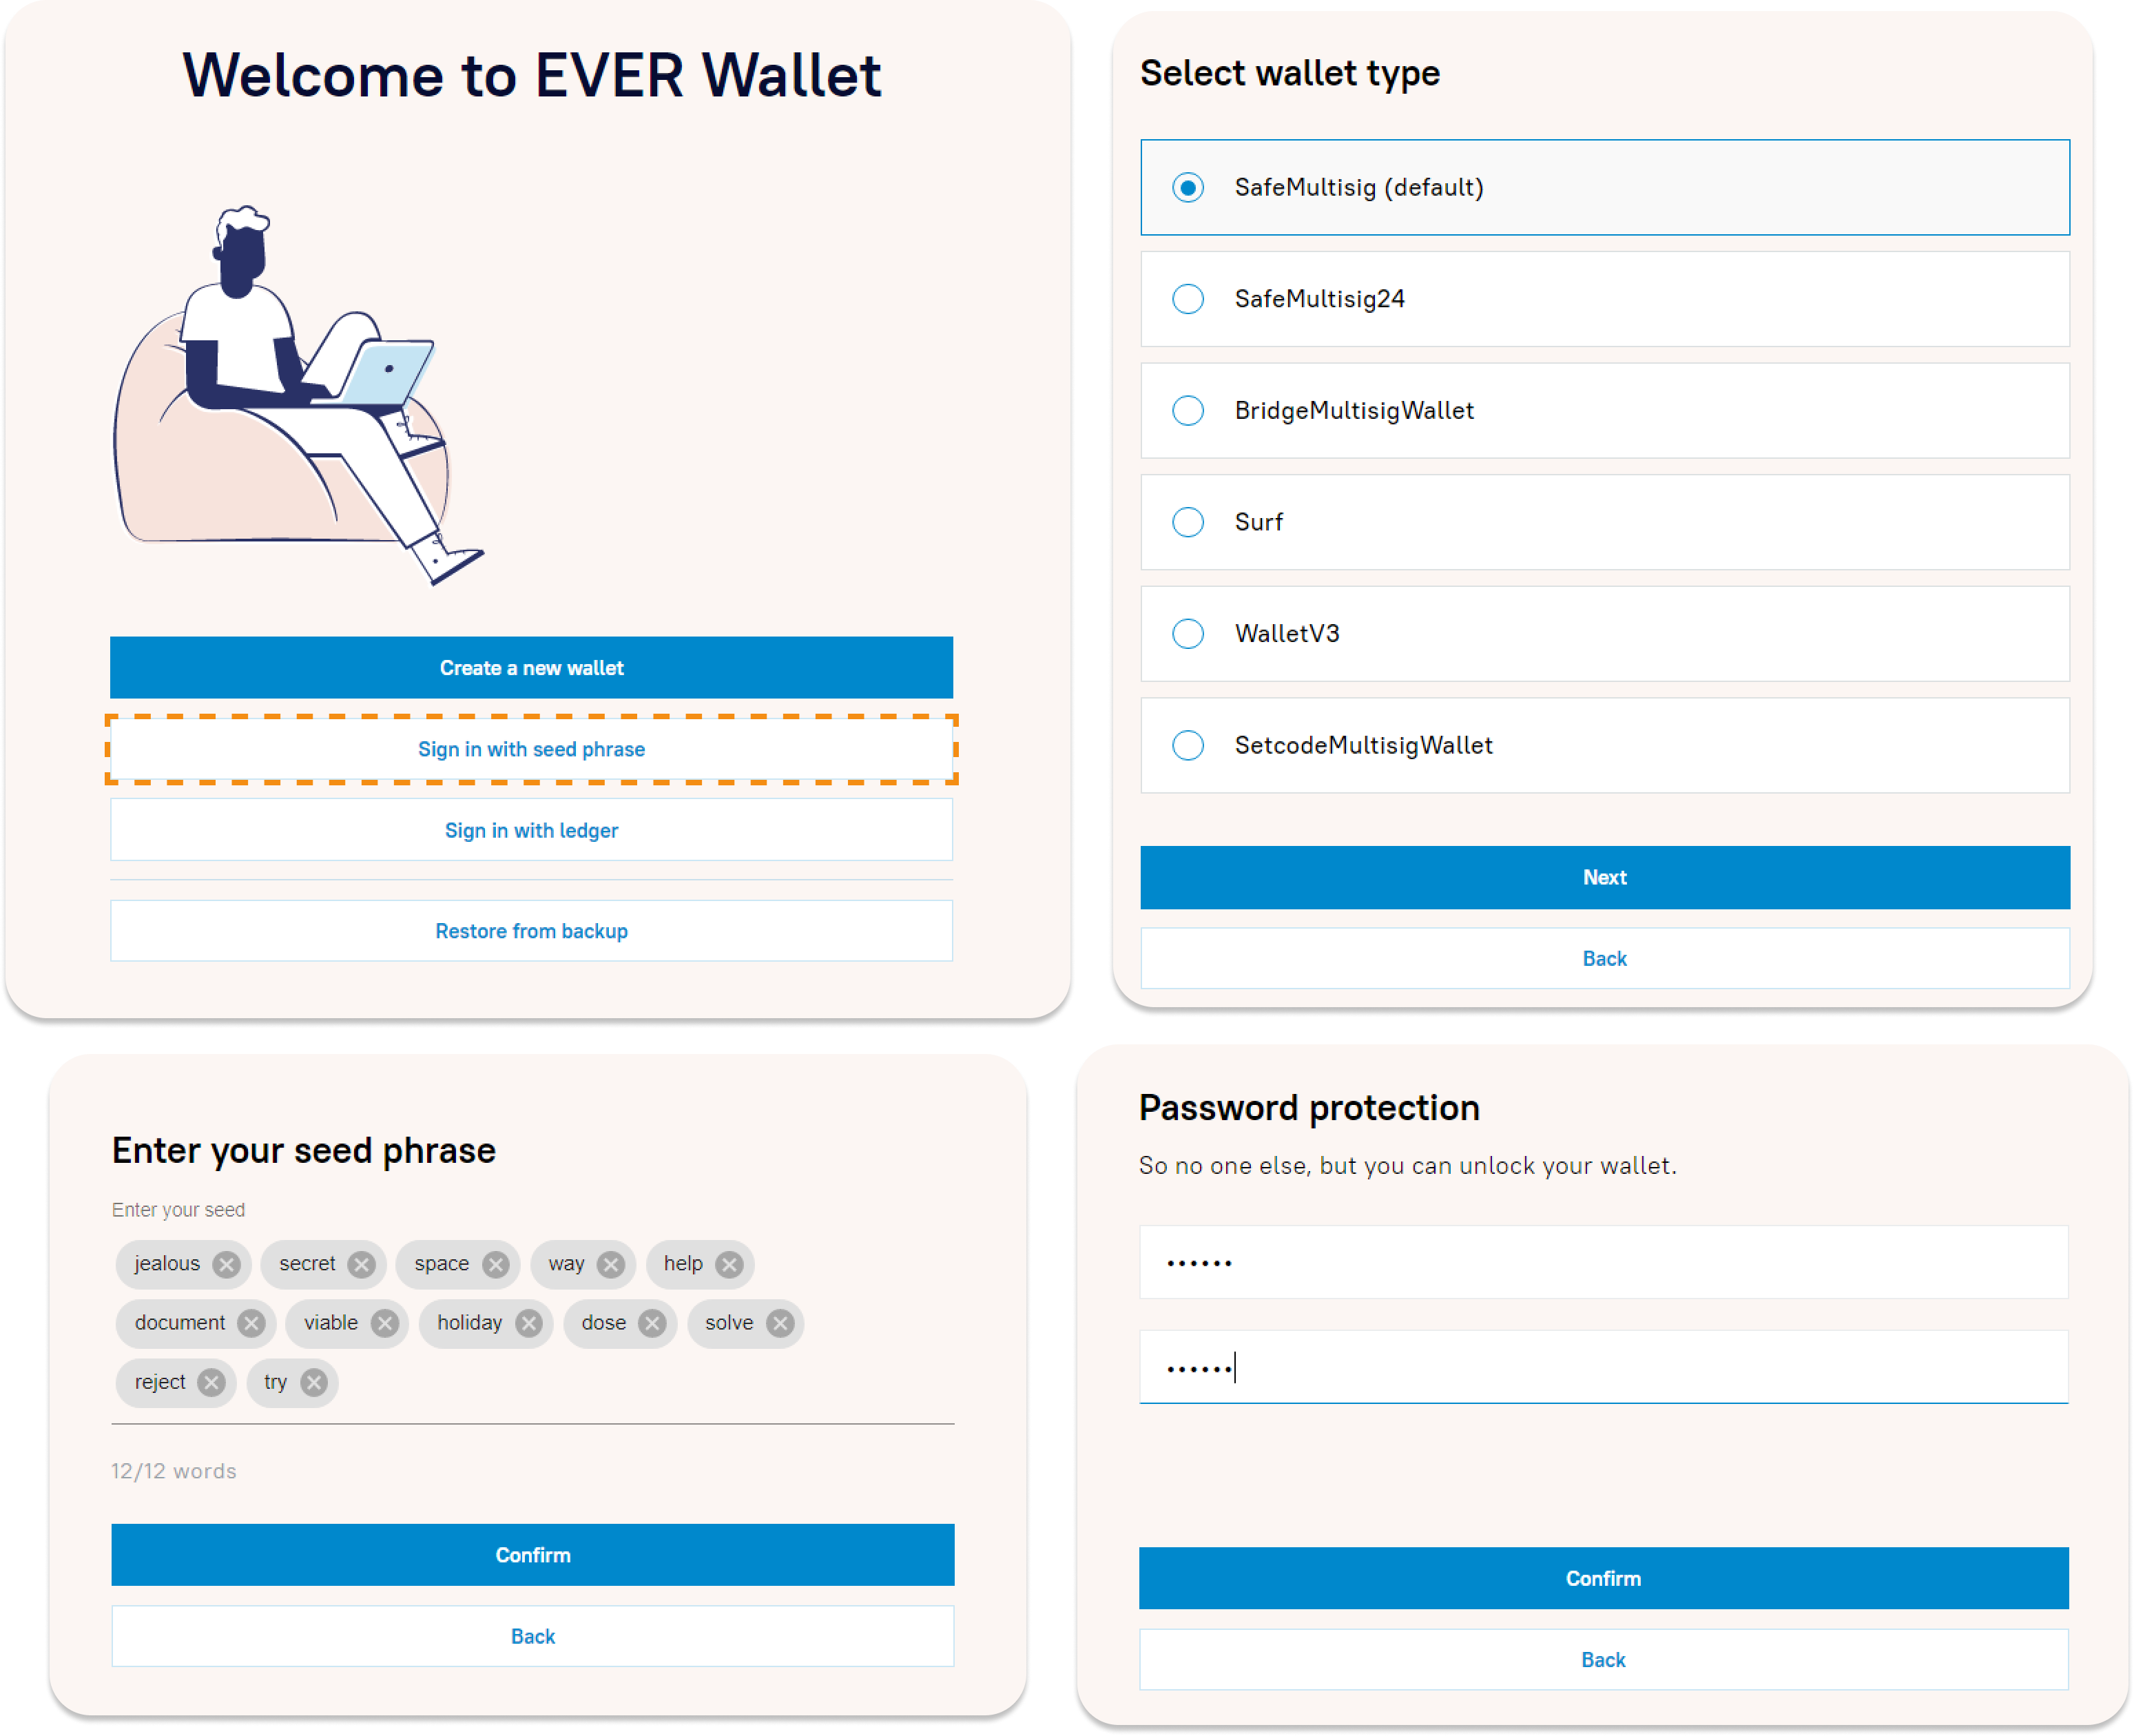 Welcome to EVER Wallet
Create a new wallet
Sign in with seed phrase
Sign in with ledger
Restore from backup
Select wallet type
SafeMultisig (default)
SafeMultisig24
BridgeMultisigWallet
Surf
WalletV3
SetcodeMultisigWallet
Next
Back
Enter your seed phrase
Enter your seed
jealous secret space way help
document viable holiday dose solve
reject try
12/12 words
Confirm
Back
Password protection
So no one else, but you can unlock your wallet.
••••••
••••••
Confirm
Back